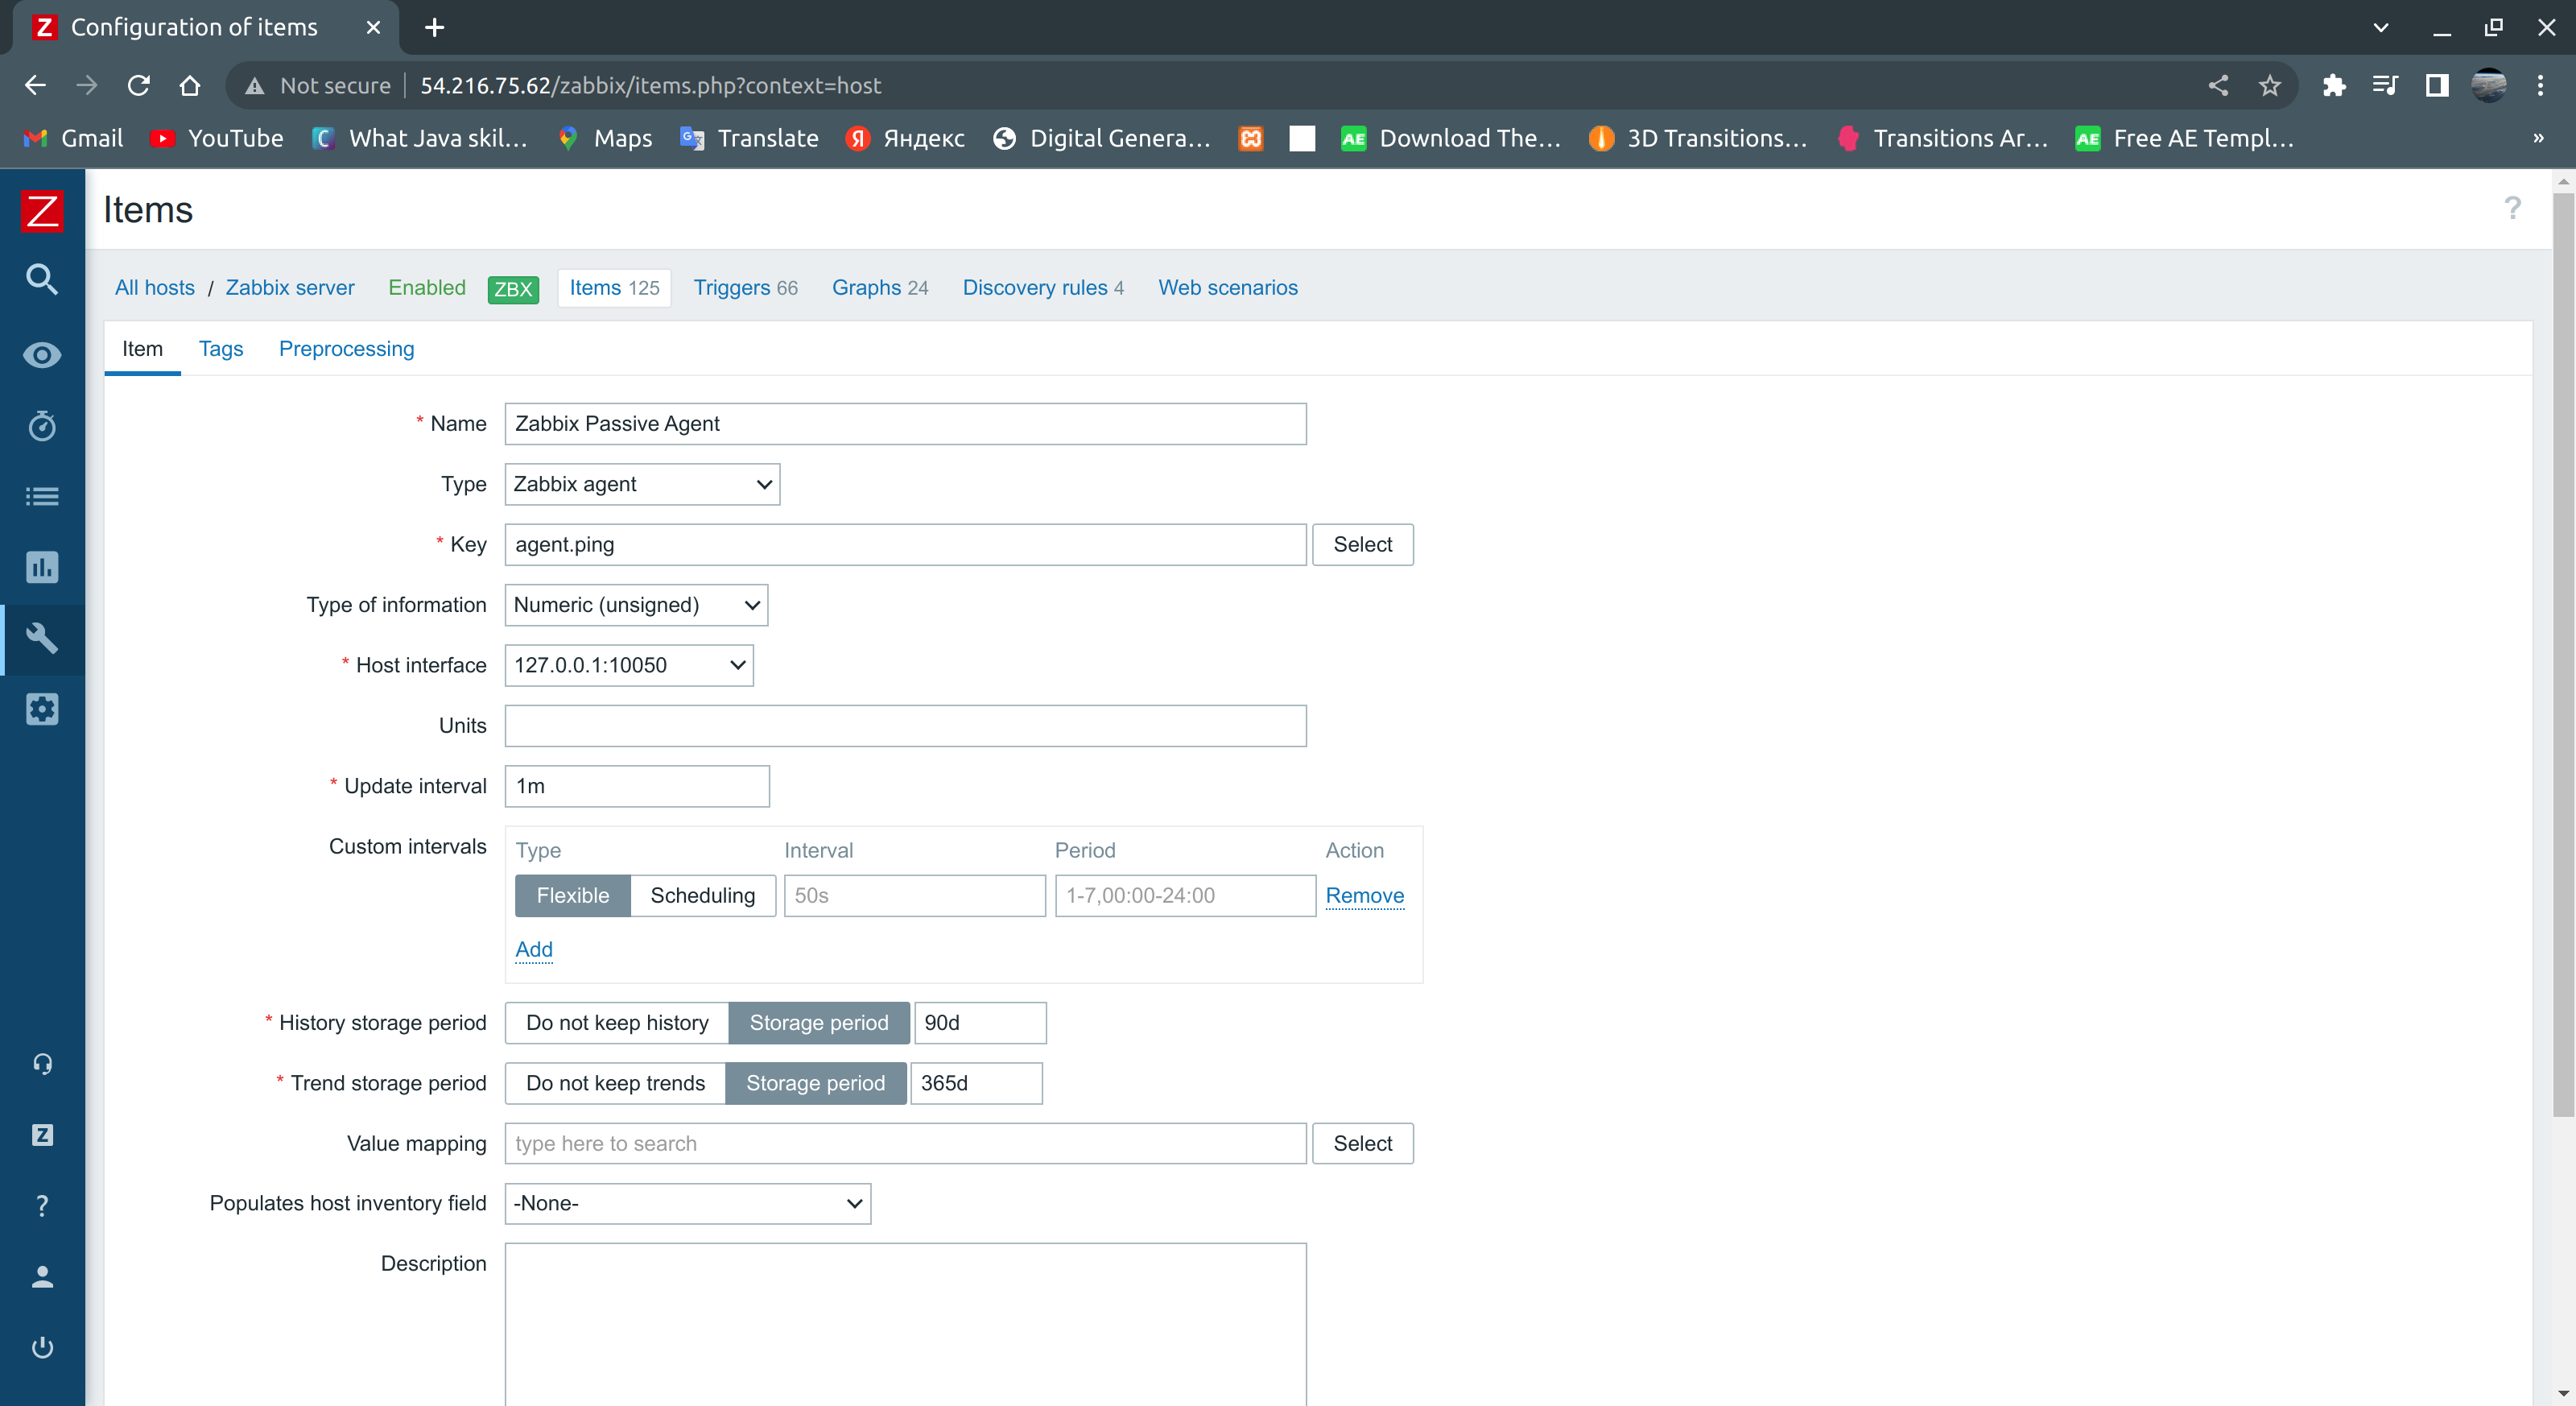 Z Configuration of items
Not secure 54.216.75.62/zabbix/items.php?context=host
Gmail YouTube What Java skil... Maps Translate Яндекс Digital Genera... Download The... 3D Transitions... Transitions Ar... Free AE Templ... »
Z Items ?
All hosts / Zabbix server Enabled ZBX Items 125 Triggers 66 Graphs 24 Discovery rules 4 Web scenarios
Item Tags Preprocessing
* Name Zabbix Passive Agent
Type Zabbix agent
* Key agent.ping Select
Type of information Numeric (unsigned)
* Host interface 127.0.0.1:10050
Units
* Update interval 1m
Custom intervals Type Interval Period Action
Flexible Scheduling 50s 1-7,00:00-24:00 Remove
Add
* History storage period Do not keep history Storage period 90d
* Trend storage period Do not keep trends Storage period 365d
Value mapping type here to search Select
Populates host inventory field -None-
Description